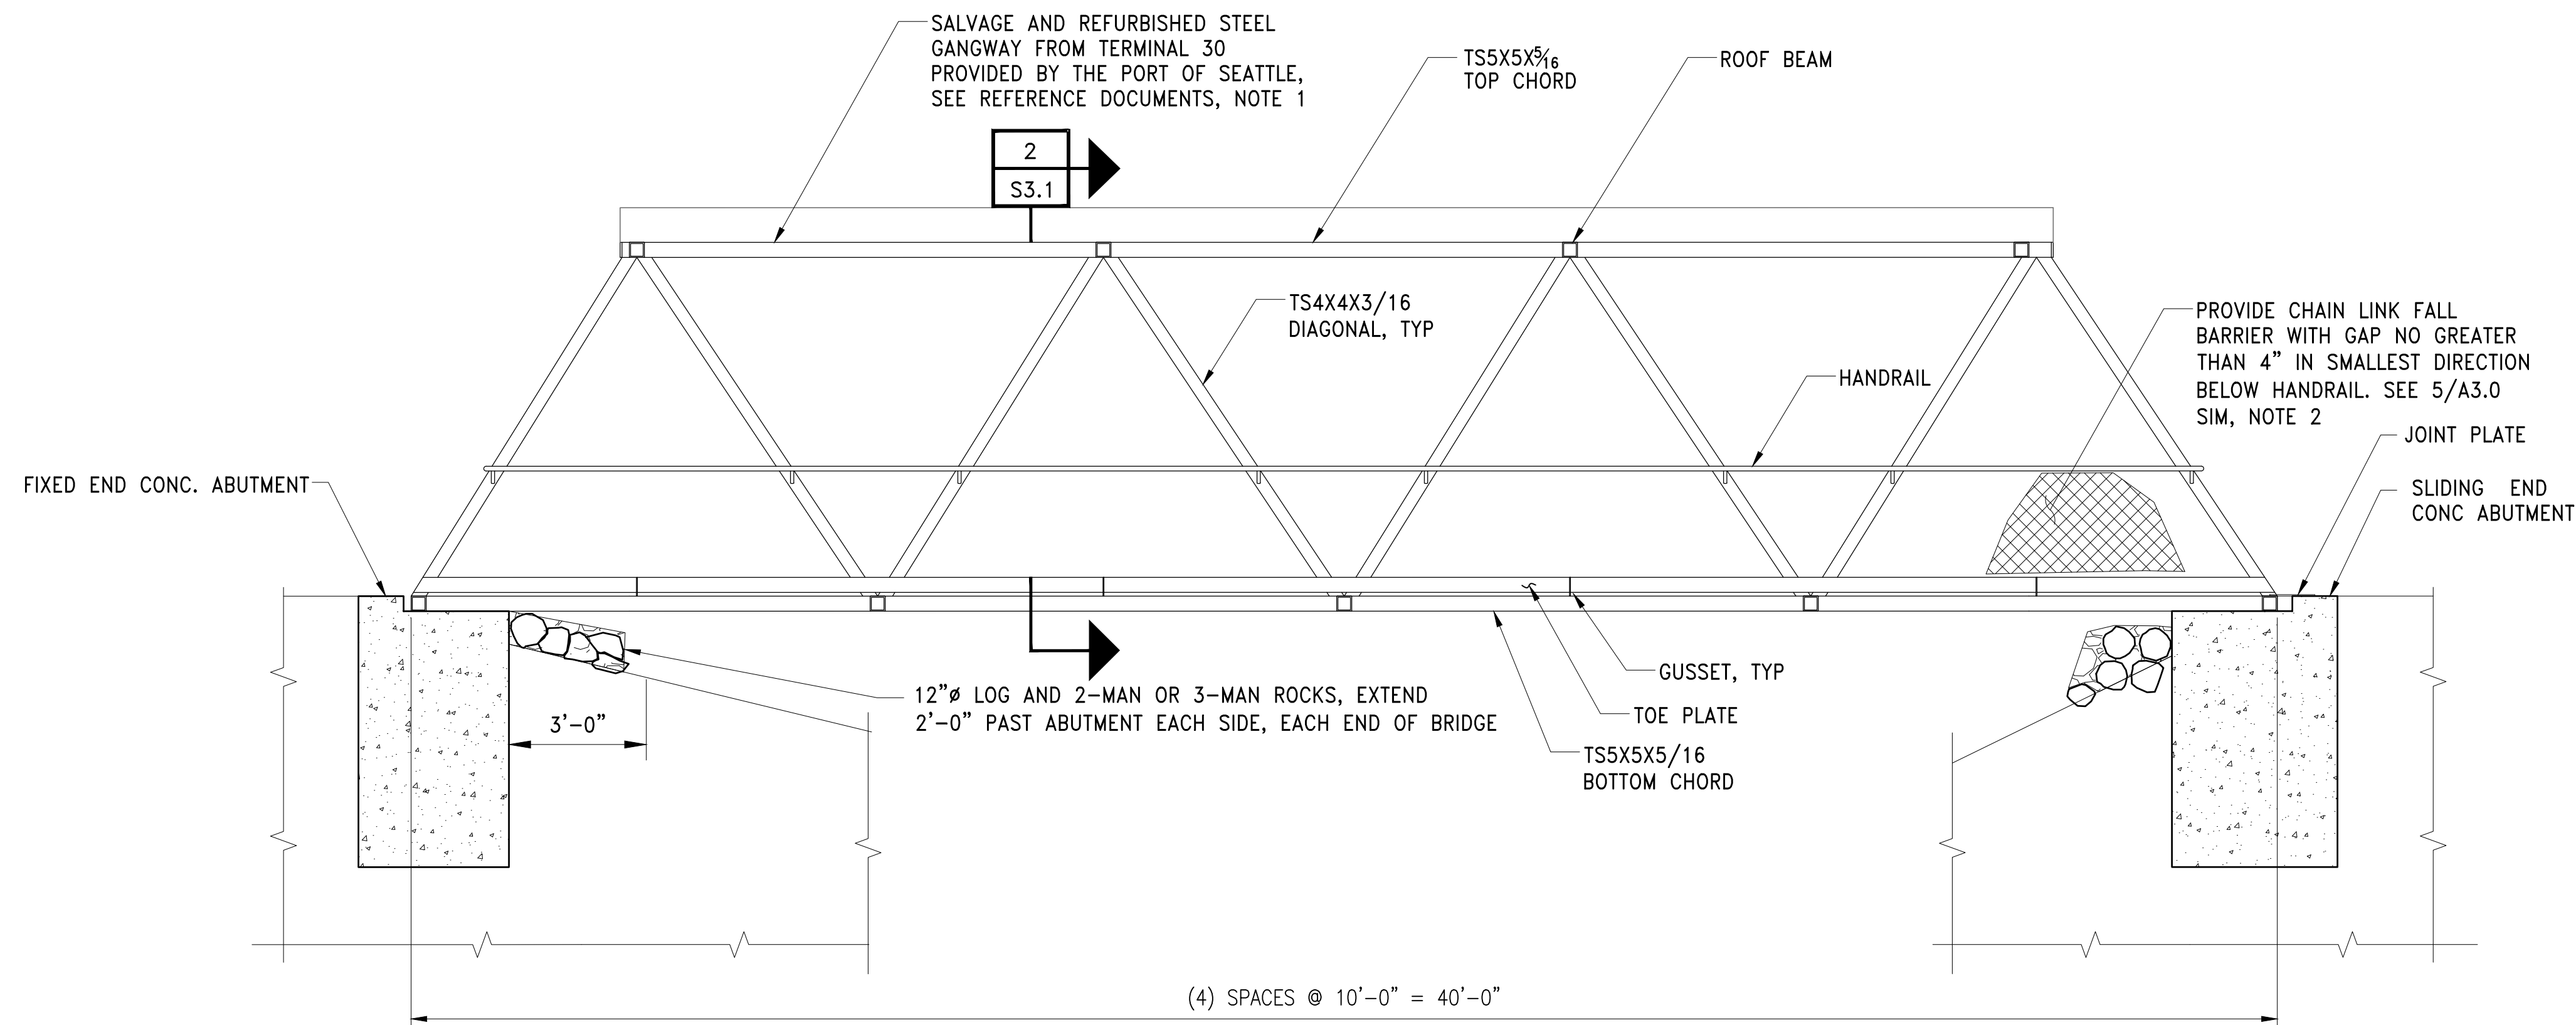 SALVAGE AND REFURBISHED STEEL
GANGWAY FROM TERMINAL 30
PROVIDED BY THE PORT OF SEATTLE,
SEE REFERENCE DOCUMENTS, NOTE 1
TS5X5X5/16
TOP CHORD
ROOF BEAM
2
S3.1
TS4X4X3/16
DIAGONAL, TYP
PROVIDE CHAIN LINK FALL
BARRIER WITH GAP NO GREATER
THAN 4" IN SMALLEST DIRECTION
BELOW HANDRAIL. SEE 5/A3.0
SIM, NOTE 2
HANDRAIL
JOINT PLATE
FIXED END CONC. ABUTMENT
SLIDING END
CONC ABUTMENT
GUSSET, TYP
12"ø LOG AND 2-MAN OR 3-MAN ROCKS, EXTEND
2'-0" PAST ABUTMENT EACH SIDE, EACH END OF BRIDGE
3'-0"
TOE PLATE
TS5X5X5/16
BOTTOM CHORD
(4) SPACES @ 10'-0" = 40'-0"